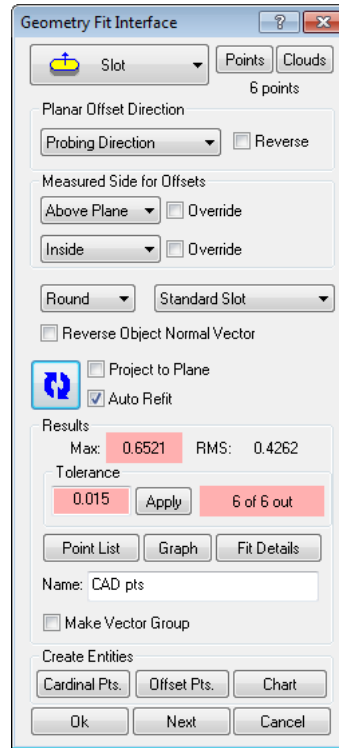 Geometry Fit Interface
Slot Points Clouds
6 points
Planar Offset Direction
Probing Direction Reverse
Measured Side for Offsets
Above Plane Override
Inside Override
Round Standard Slot
Reverse Object Normal Vector
Project to Plane
Auto Refit
Results
Max: 0.6521 RMS: 0.4262
Tolerance
0.015 Apply 6 of 6 out
Point List Graph Fit Details
Name: CAD pts
Make Vector Group
Create Entities
Cardinal Pts. Offset Pts. Chart
Ok Next Cancel